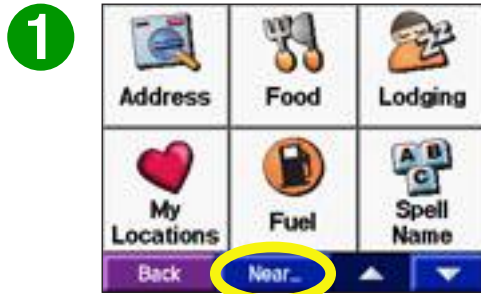 1
Address Food Lodging
A B
C
My Locations Fuel Spell Name
Back Near...